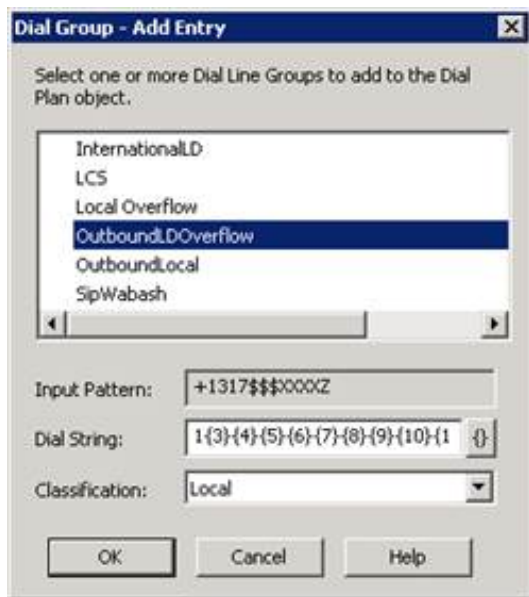 Dial Group - Add Entry
Select one or more Dial Line Groups to add to the Dial
Plan object.
InternationalLD
LCS
Local Overflow
OutboundLDOverflow
OutboundLocal
SipWabash
Input Pattern: +1317$$$XXXXZ
Dial String: 1{3}{4}{5}{6}{7}{8}{9}{10}{1 {}
Classification: Local
OK Cancel Help